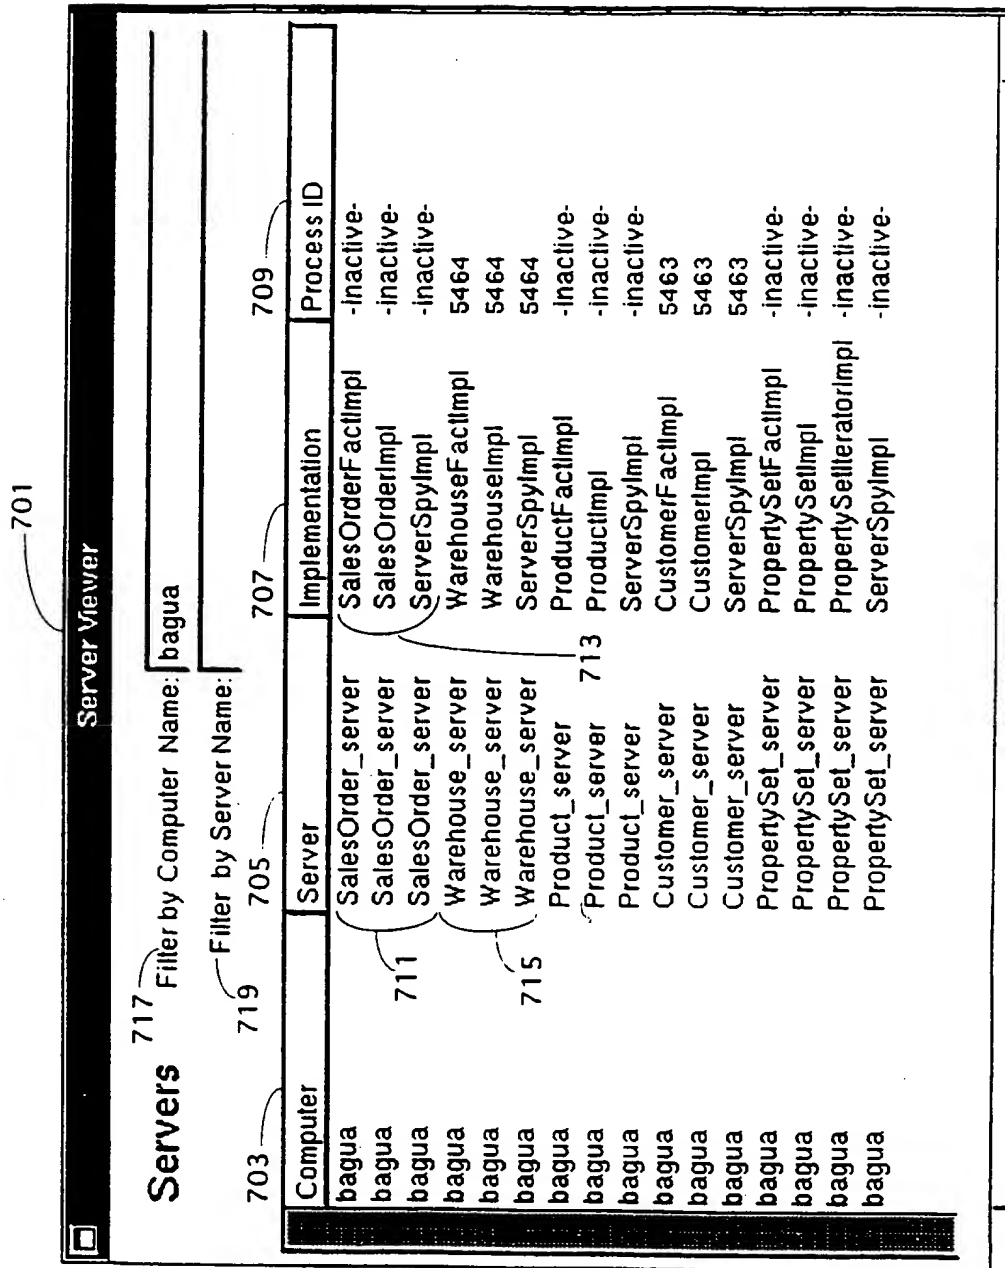 701
Server Viewer
Servers
717
Filter by Computer Name: bagua
719
Filter by Server Name:
703 705 707 709
Computer Server Implementation Process ID
bagua SalesOrder_server SalesOrderFactImpl -inactive-
bagua SalesOrder_server SalesOrderImpl -inactive-
bagua SalesOrder_server ServerSpyImpl -inactive-
bagua Warehouse_server WarehouseFactImpl 5464
bagua Warehouse_server WarehouseImpl 5464
bagua Warehouse_server ServerSpyImpl 5464
bagua Product_server ProductFactImpl -inactive-
bagua Product_server ProductImpl -inactive-
bagua Product_server ServerSpyImpl -inactive-
bagua Customer_server CustomerFactImpl 5463
bagua Customer_server CustomerImpl 5463
bagua Customer_server ServerSpyImpl 5463
bagua PropertySet_server PropertySetFactImpl -inactive-
bagua PropertySet_server PropertySetImpl -inactive-
bagua PropertySet_server PropertySetIteratorImpl -inactive-
bagua PropertySet_server ServerSpyImpl -inactive-
711
713
715